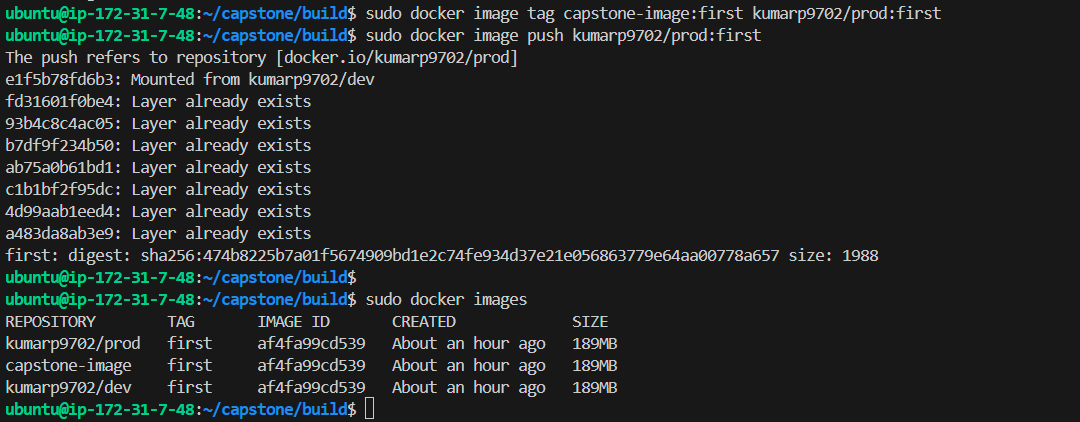 ubuntu@ip-172-31-7-48:~/capstone/build$ sudo docker image tag capstone-image:first kumarp9702/prod:first
ubuntu@ip-172-31-7-48:~/capstone/build$ sudo docker image push kumarp9702/prod:first
The push refers to repository [docker.io/kumarp9702/prod]
e1f5b78fd6b3: Mounted from kumarp9702/dev
fd31601f0be4: Layer already exists
93b4c8c4ac05: Layer already exists
b7df9f234b50: Layer already exists
ab75a0b61bd1: Layer already exists
c1b1bf2f95dc: Layer already exists
4d99aab1eed4: Layer already exists
a483da8ab3e9: Layer already exists
first: digest: sha256:474b8225b7a01f5674909bd1e2c74fe934d37e21e056863779e64aa00778a657 size: 1988
ubuntu@ip-172-31-7-48:~/capstone/build$
ubuntu@ip-172-31-7-48:~/capstone/build$ sudo docker images
REPOSITORY TAG IMAGE ID CREATED SIZE
kumarp9702/prod first af4fa99cd539 About an hour ago 189MB
capstone-image first af4fa99cd539 About an hour ago 189MB
kumarp9702/dev first af4fa99cd539 About an hour ago 189MB
ubuntu@ip-172-31-7-48:~/capstone/build$